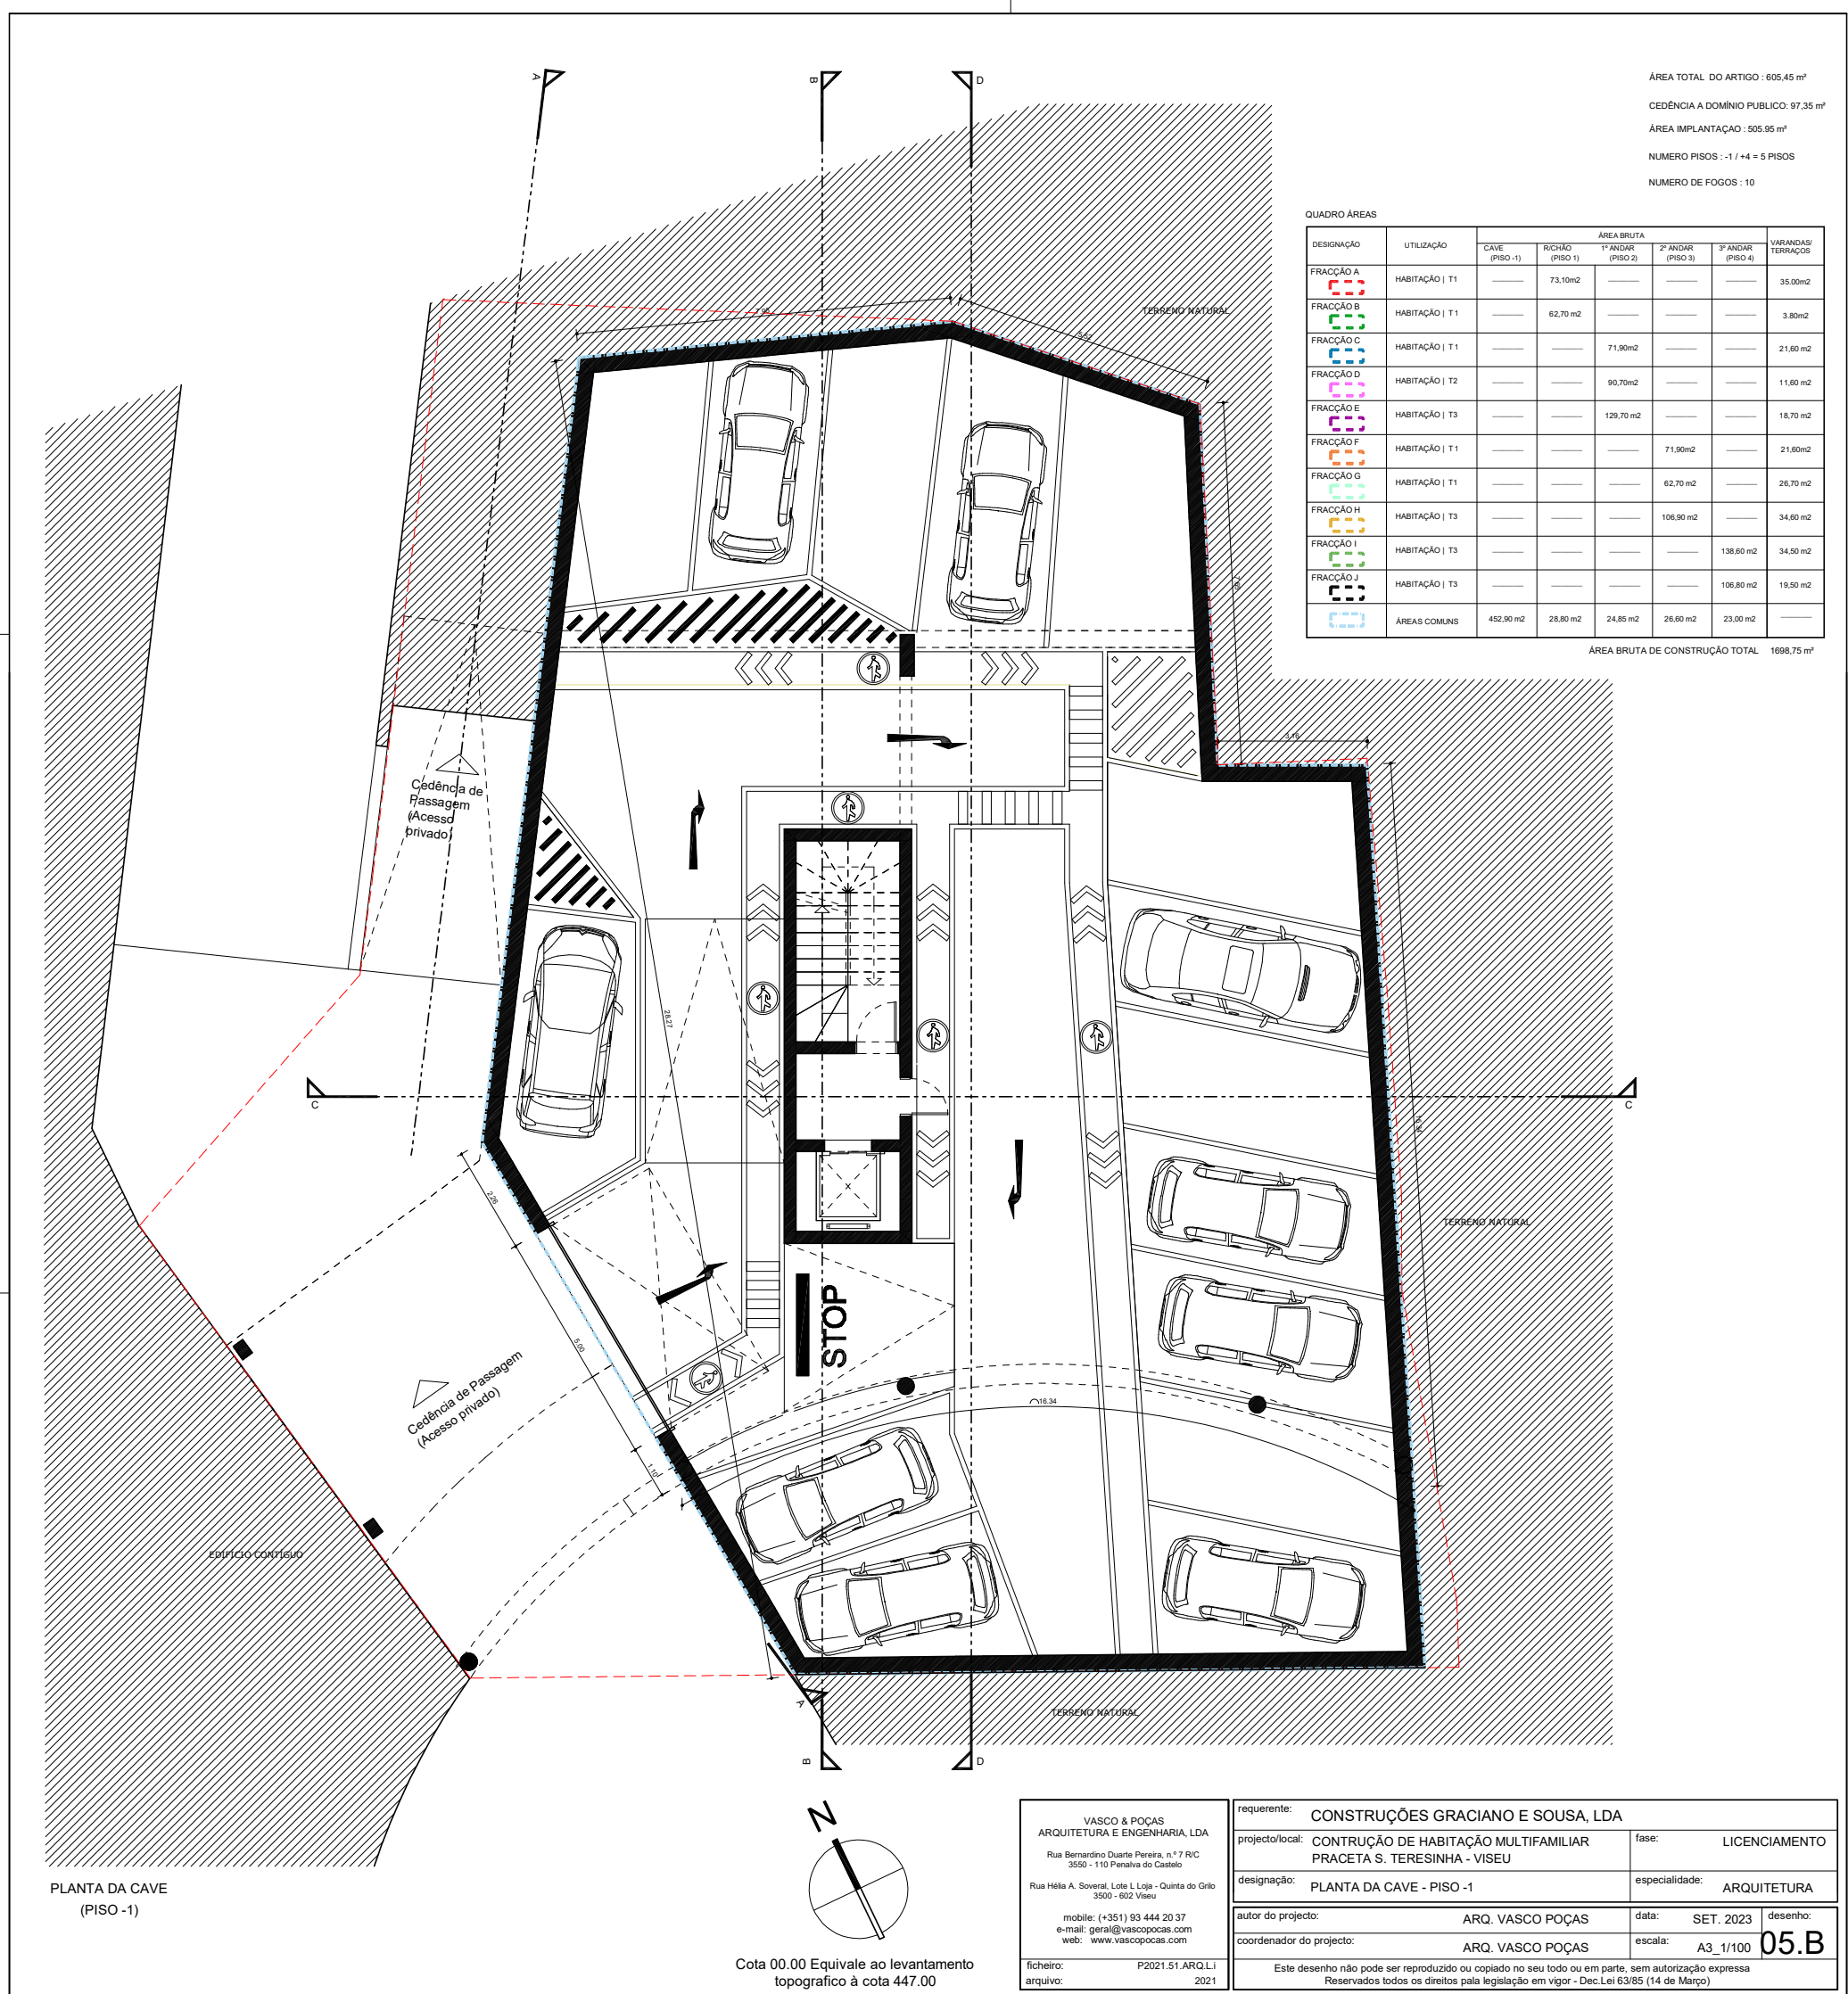 ÁREA TOTAL DO ARTIGO : 605,45 m²
CEDÊNCIA A DOMÍNIO PUBLICO: 97,35 m²
ÁREA IMPLANTAÇAO : 505.95 m²
NUMERO PISOS : -1 / +4 = 5 PISOS
NUMERO DE FOGOS : 10
QUADRO ÁREAS
DESIGNAÇÃO UTILIZAÇÃO ÁREA BRUTA VARANDAS/ TERRAÇOS
CAVE (PISO -1) R/CHÃO (PISO 1) 1º ANDAR (PISO 2) 2º ANDAR (PISO 3) 3º ANDAR (PISO 4)
FRACÇÃO A HABITAÇÃO | T1 73,10m2 35.00m2
FRACÇÃO B HABITAÇÃO | T1 62,70 m2 3.80m2
FRACÇÃO C HABITAÇÃO | T1 71,90m2 21,60 m2
FRACÇÃO D HABITAÇÃO | T2 90,70m2 11,60 m2
FRACÇÃO E HABITAÇÃO | T3 129,70 m2 18,70 m2
FRACÇÃO F HABITAÇÃO | T1 71,90m2 21,60m2
FRACÇÃO G HABITAÇÃO | T1 62,70 m2 26,70 m2
FRACÇÃO H HABITAÇÃO | T3 106,90 m2 34,60 m2
FRACÇÃO I HABITAÇÃO | T3 138,60 m2 34,50 m2
FRACÇÃO J HABITAÇÃO | T3 106,80 m2 19,50 m2
ÁREAS COMUNS 452,90 m2 28,80 m2 24,85 m2 26,60 m2 23,00 m2
ÁREA BRUTA DE CONSTRUÇÃO TOTAL 1698,75 m²
A
B
D
TERRENO NATURAL
7.98
3.16
Cedência de
Passagem
(Acesso
privado)
28.27
C
C
2.26
TERRENO NATURAL
5.00
STOP
Cedência de Passagem
(Acesso privado)
16.34
1.10
EDIFÍCIO CONTÍGUO
A
TERRENO NATURAL
B
D
PLANTA DA CAVE
(PISO -1)
N
Cota 00.00 Equivale ao levantamento
topografico à cota 447.00
VASCO & POÇAS
ARQUITETURA E ENGENHARIA, LDA
Rua Bernardino Duarte Pereira, n.º 7 R/C
3550 - 110 Penalva do Castelo
Rua Hélia A. Soveral, Lote L Loja - Quinta do Grilo
3500 - 602 Viseu
mobile: (+351) 93 444 20 37
e-mail: geral@vascopocas.com
web: www.vascopocas.com
ficheiro: P2021.51.ARQ.L.i
arquivo: 2021
requerente: CONSTRUÇÕES GRACIANO E SOUSA, LDA
projecto/local: CONTRUÇÃO DE HABITAÇÃO MULTIFAMILIAR
PRACETA S. TERESINHA - VISEU
fase: LICENCIAMENTO
designação: PLANTA DA CAVE - PISO -1
especialidade: ARQUITETURA
autor do projecto: ARQ. VASCO POÇAS
data: SET. 2023
desenho: 05.B
coordenador do projecto: ARQ. VASCO POÇAS
escala: A3_1/100
Este desenho não pode ser reproduzido ou copiado no seu todo ou em parte, sem autorização expressa
Reservados todos os direitos pala legislação em vigor - Dec.Lei 63/85 (14 de Março)